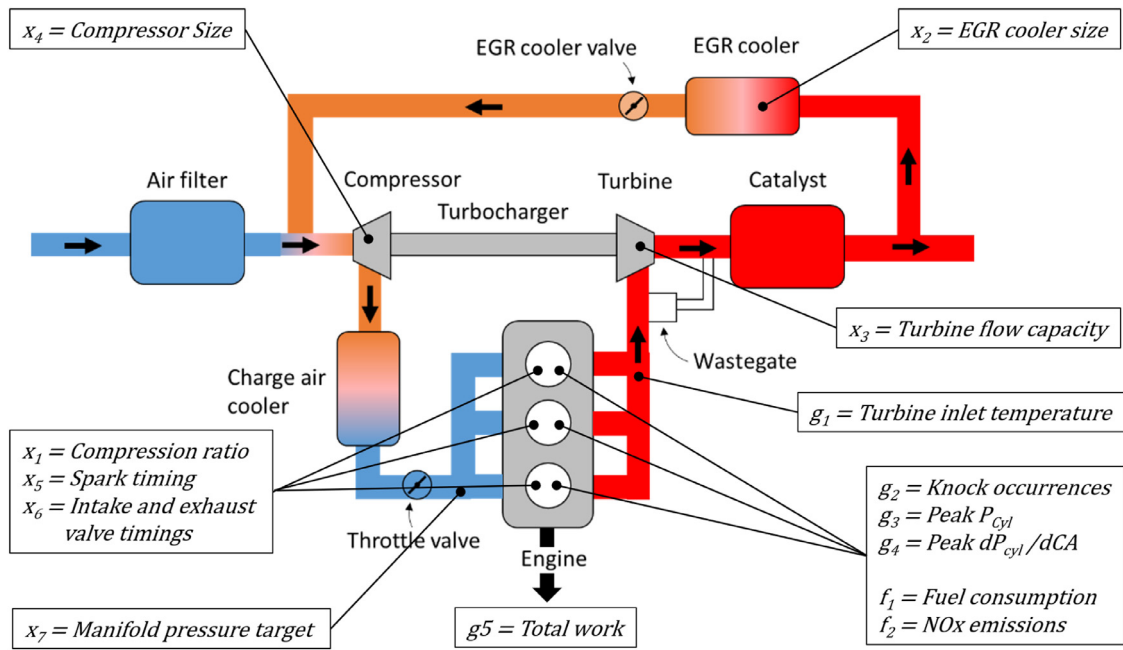 x4 = Compressor Size
EGR cooler valve
EGR cooler
x2 = EGR cooler size
Air filter
Compressor
Turbine
Catalyst
Turbocharger
x3 = Turbine flow capacity
Wastegate
Charge air
cooler
g1 = Turbine inlet temperature
x1 = Compression ratio
x5 = Spark timing
x6 = Intake and exhaust
valve timings
Throttle valve
Engine
g2 = Knock occurrences
g3 = Peak PCyl
g4 = Peak dPcyl/dCA
f1 = Fuel consumption
f2 = NOx emissions
x7 = Manifold pressure target
g5 = Total work